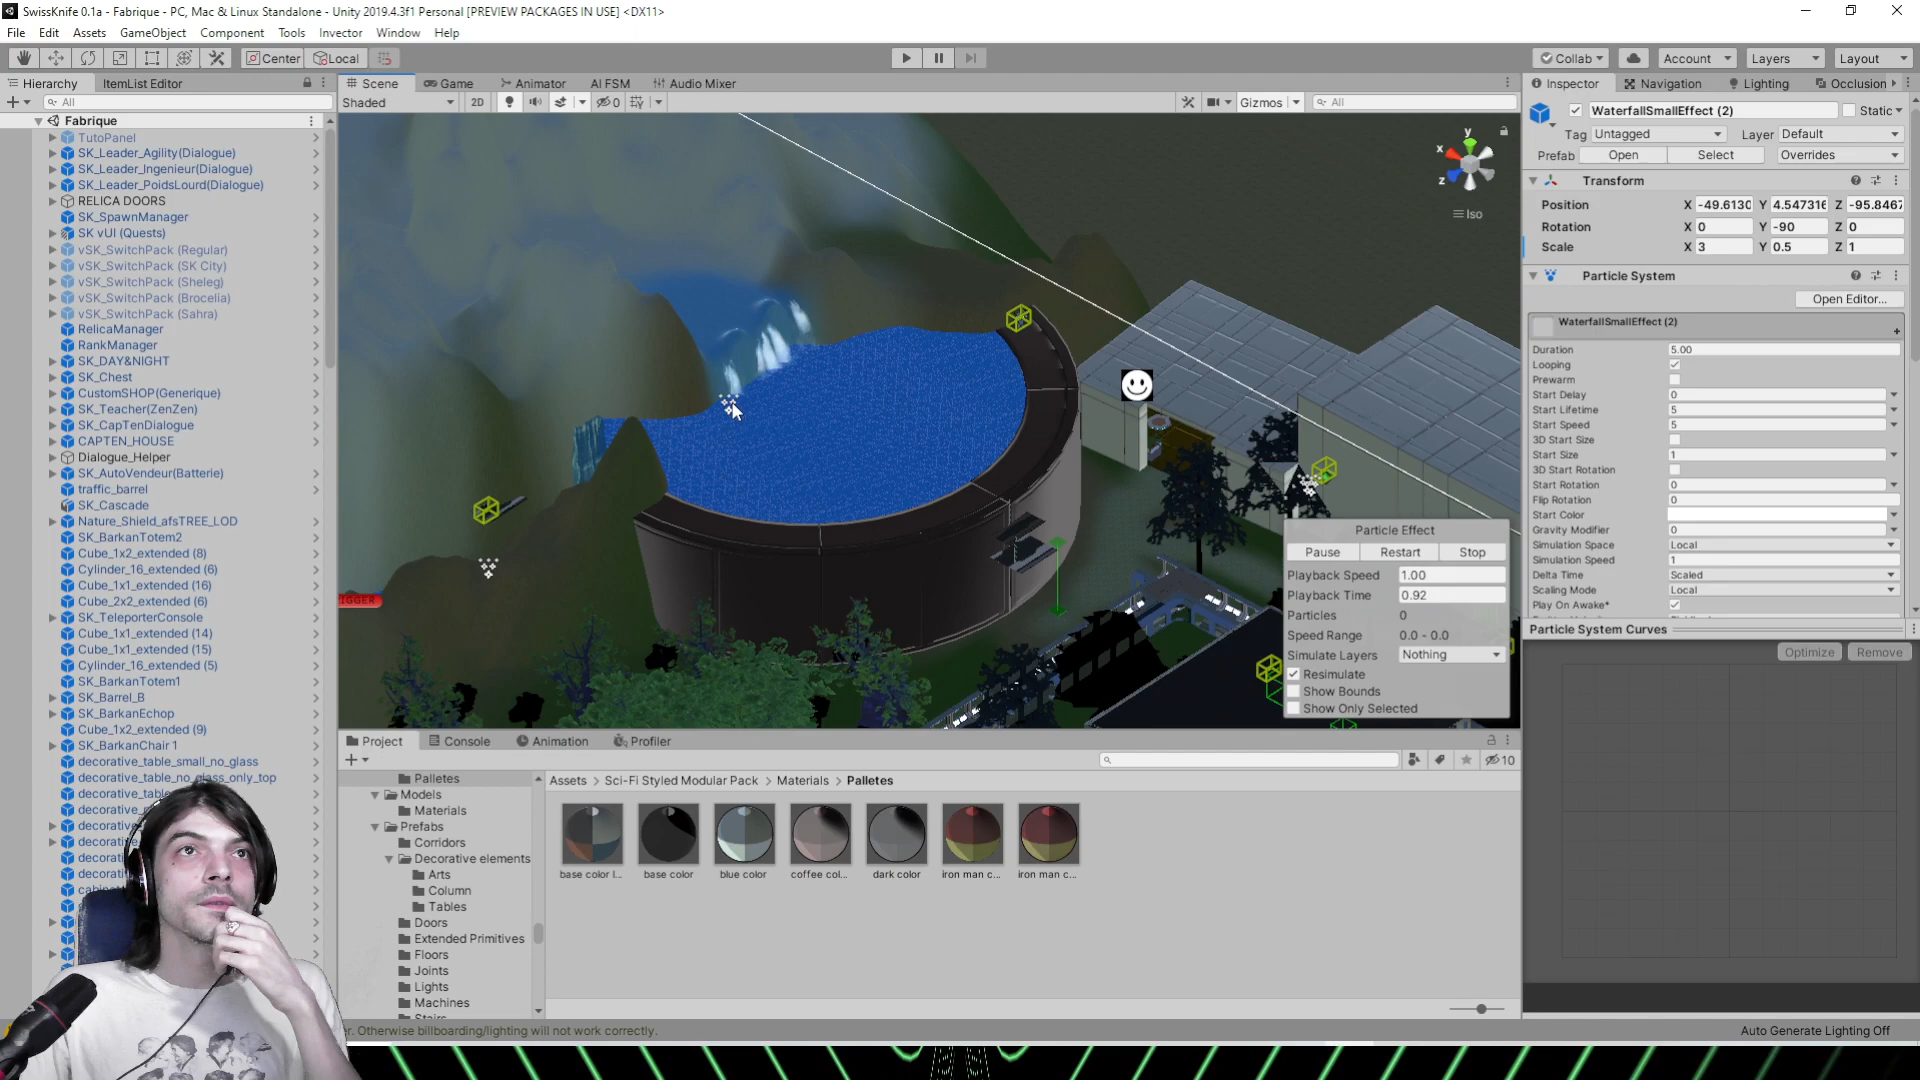 SwissKnife 0.1a - Fabrique - PC, Mac & Linux Standalone - Unity 2019.4.3f1 Personal [PREVIEW PACKAGES IN USE] <DX11>
File Edit Assets GameObject Component Tools Invector Window Help
Center Local Collab Account Layers Layout
Hierarchy ItemList Editor
All
Fabrique
TutoPanel
SK_Leader_Agility(Dialogue)
SK_Leader_Ingenieur(Dialogue)
SK_Leader_PoidsLourd(Dialogue)
RELICA DOORS
SK_SpawnManager
SK vUI (Quests)
vSK_SwitchPack (Regular)
vSK_SwitchPack (SK City)
vSK_SwitchPack (Sheleg)
vSK_SwitchPack (Brocelia)
vSK_SwitchPack (Sahra)
RelicaManager
RankManager
SK_DAY&NIGHT
SK_Chest
CustomSHOP(Generique)
SK_Teacher(ZenZen)
SK_CapTenDialogue
CAPTEN_HOUSE
Dialogue_Helper
SK_AutoVendeur(Batterie)
traffic_barrel
SK_Cascade
Nature_Shield_afsTREE_LOD
SK_BarkanTotem2
Cube_1x2_extended (8)
Cylinder_16_extended (6)
Cube_1x1_extended (16)
Cube_2x2_extended (6)
SK_TeleporterConsole
Cube_1x1_extended (14)
Cube_1x1_extended (15)
Cylinder_16_extended (5)
SK_BarkanTotem1
SK_Barrel_B
SK_BarkanEchop
Cube_1x2_extended (9)
SK_BarkanChair 1
decorative_table_small_no_glass
decorative_table_no_glass_only_top
Scene Game Animator AI FSM Audio Mixer
Shaded 2D 0 Gizmos All
y
x
z
Iso
Particle Effect
Pause Restart Stop
Playback Speed 1.00
Playback Time 0.92
Particles 0
Speed Range 0.0 - 0.0
Simulate Layers Nothing
Resimulate
Show Bounds
Show Only Selected
Project Console Animation Profiler
10
Palletes
Models
Materials
Prefabs
Corridors
Decorative elements
Arts
Column
Tables
Doors
Extended Primitives
Floors
Joints
Lights
Machines
Stairs
Assets > Sci-Fi Styled Modular Pack > Materials > Palletes
base color l... base color blue color coffee col... dark color iron man c... iron man c...
Inspector Navigation Lighting Occlusion
WaterfallSmallEffect (2) Static
Tag Untagged Layer Default
Prefab Open Select Overrides
Transform
Position X -49.6130 Y 4.547316 Z -95.8467
Rotation X 0 Y -90 Z 0
Scale X 3 Y 0.5 Z 1
Particle System
Open Editor...
WaterfallSmallEffect (2)
Duration 5.00
Looping
Prewarm
Start Delay 0
Start Lifetime 5
Start Speed 5
3D Start Size
Start Size 1
3D Start Rotation
Start Rotation 0
Flip Rotation 0
Start Color
Gravity Modifier 0
Simulation Space Local
Simulation Speed 1
Delta Time Scaled
Scaling Mode Local
Play On Awake*
Particle System Curves
Optimize Remove
r. Otherwise billboarding/lighting will not work correctly.
Auto Generate Lighting Off